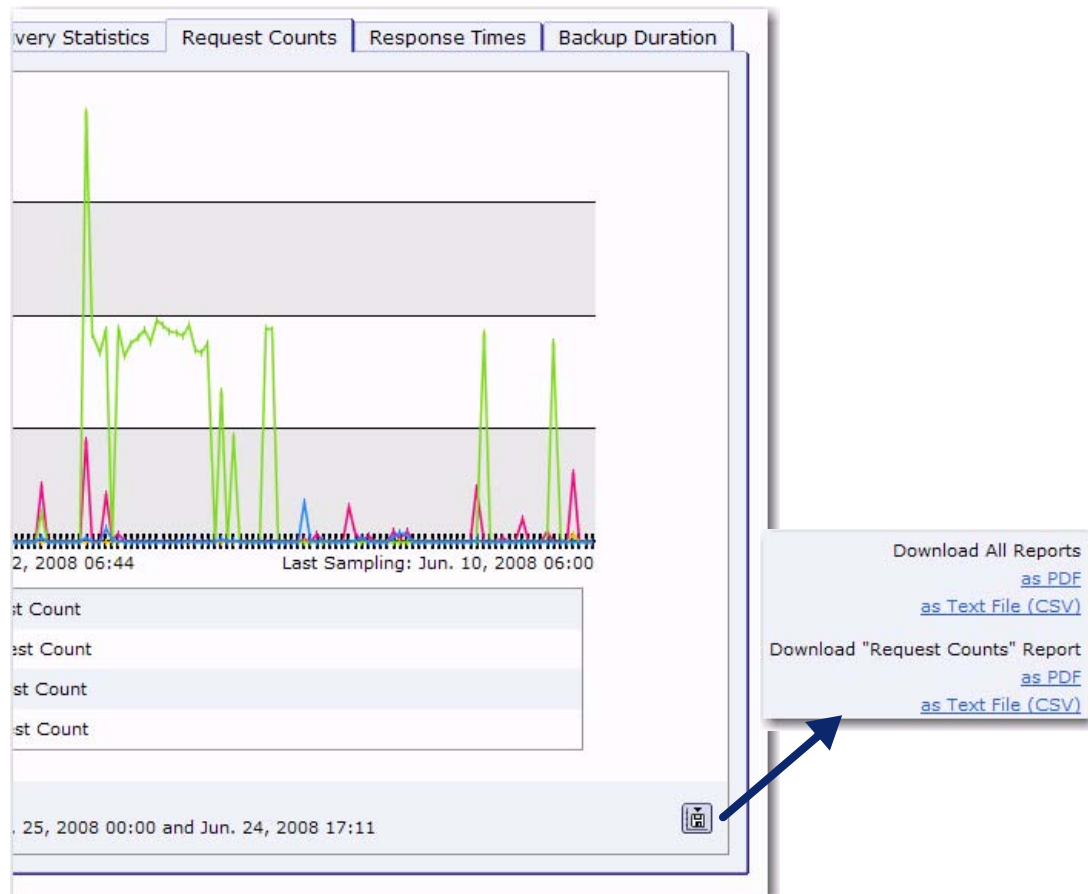 very Statistics Request Counts Response Times Backup Duration
2, 2008 06:44 Last Sampling: Jun. 10, 2008 06:00
st Count
est Count
st Count
est Count
. 25, 2008 00:00 and Jun. 24, 2008 17:11
Download All Reports
as PDF
as Text File (CSV)
Download "Request Counts" Report
as PDF
as Text File (CSV)